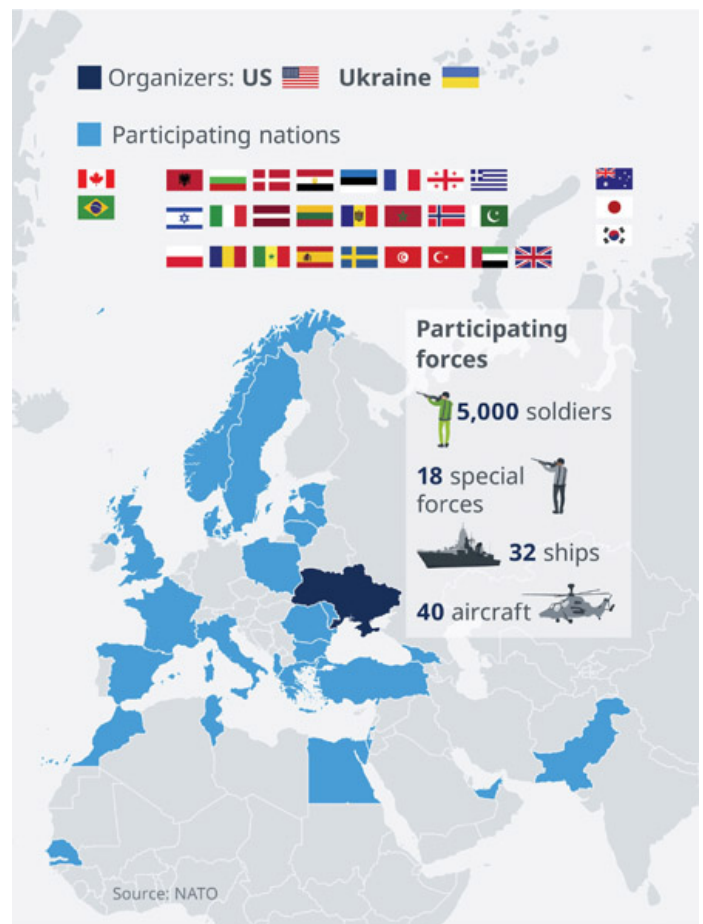 Organizers: US Ukraine
Participating nations
Participating
forces
5,000 soldiers
18 special
forces
32 ships
40 aircraft
Source: NATO